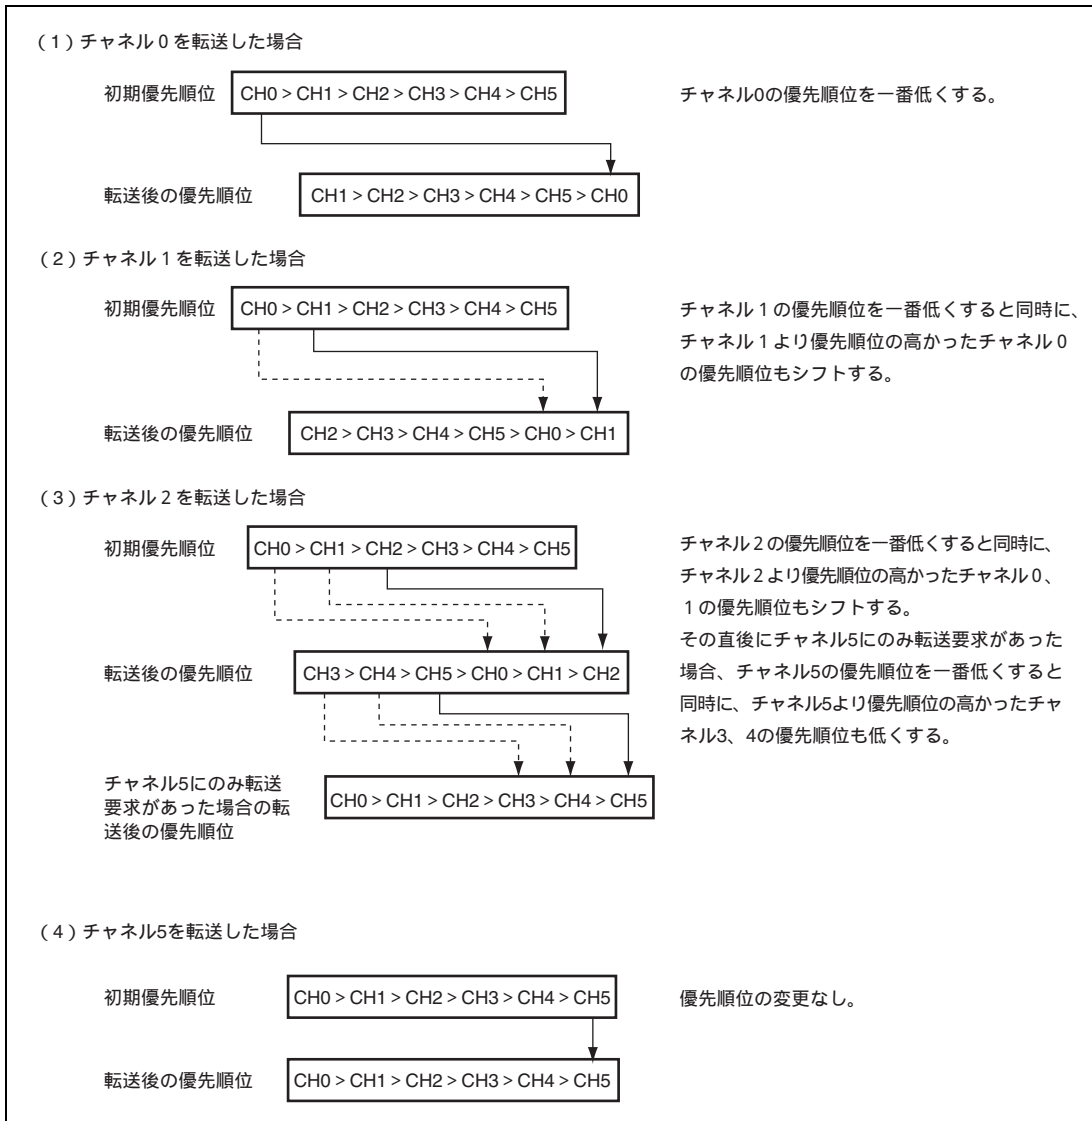 (1)チャネル0を転送した場合
初期優先順位
CH0 > CH1 > CH2 > CH3 > CH4 > CH5
チャネル0の優先順位を一番低くする。
転送後の優先順位
CH1 > CH2 > CH3 > CH4 > CH5 > CH0
(2)チャネル1を転送した場合
初期優先順位
CH0 > CH1 > CH2 > CH3 > CH4 > CH5
チャネル1の優先順位を一番低くすると同時に、
チャネル1より優先順位の高かったチャネル0
の優先順位もシフトする。
転送後の優先順位
CH2 > CH3 > CH4 > CH5 > CH0 > CH1
(3)チャネル2を転送した場合
初期優先順位
CH0 > CH1 > CH2 > CH3 > CH4 > CH5
チャネル2の優先順位を一番低くすると同時に、
チャネル2より優先順位の高かったチャネル0、
1の優先順位もシフトする。
その直後にチャネル5にのみ転送要求があった
場合、チャネル5の優先順位を一番低くすると
同時に、チャネル5より優先順位の高かったチャ
ネル3、4の優先順位も低くする。
転送後の優先順位
CH3 > CH4 > CH5 > CH0 > CH1 > CH2
チャネル5にのみ転送
要求があった場合の転
送後の優先順位
CH0 > CH1 > CH2 > CH3 > CH4 > CH5
(4)チャネル5を転送した場合
初期優先順位
CH0 > CH1 > CH2 > CH3 > CH4 > CH5
優先順位の変更なし。
転送後の優先順位
CH0 > CH1 > CH2 > CH3 > CH4 > CH5